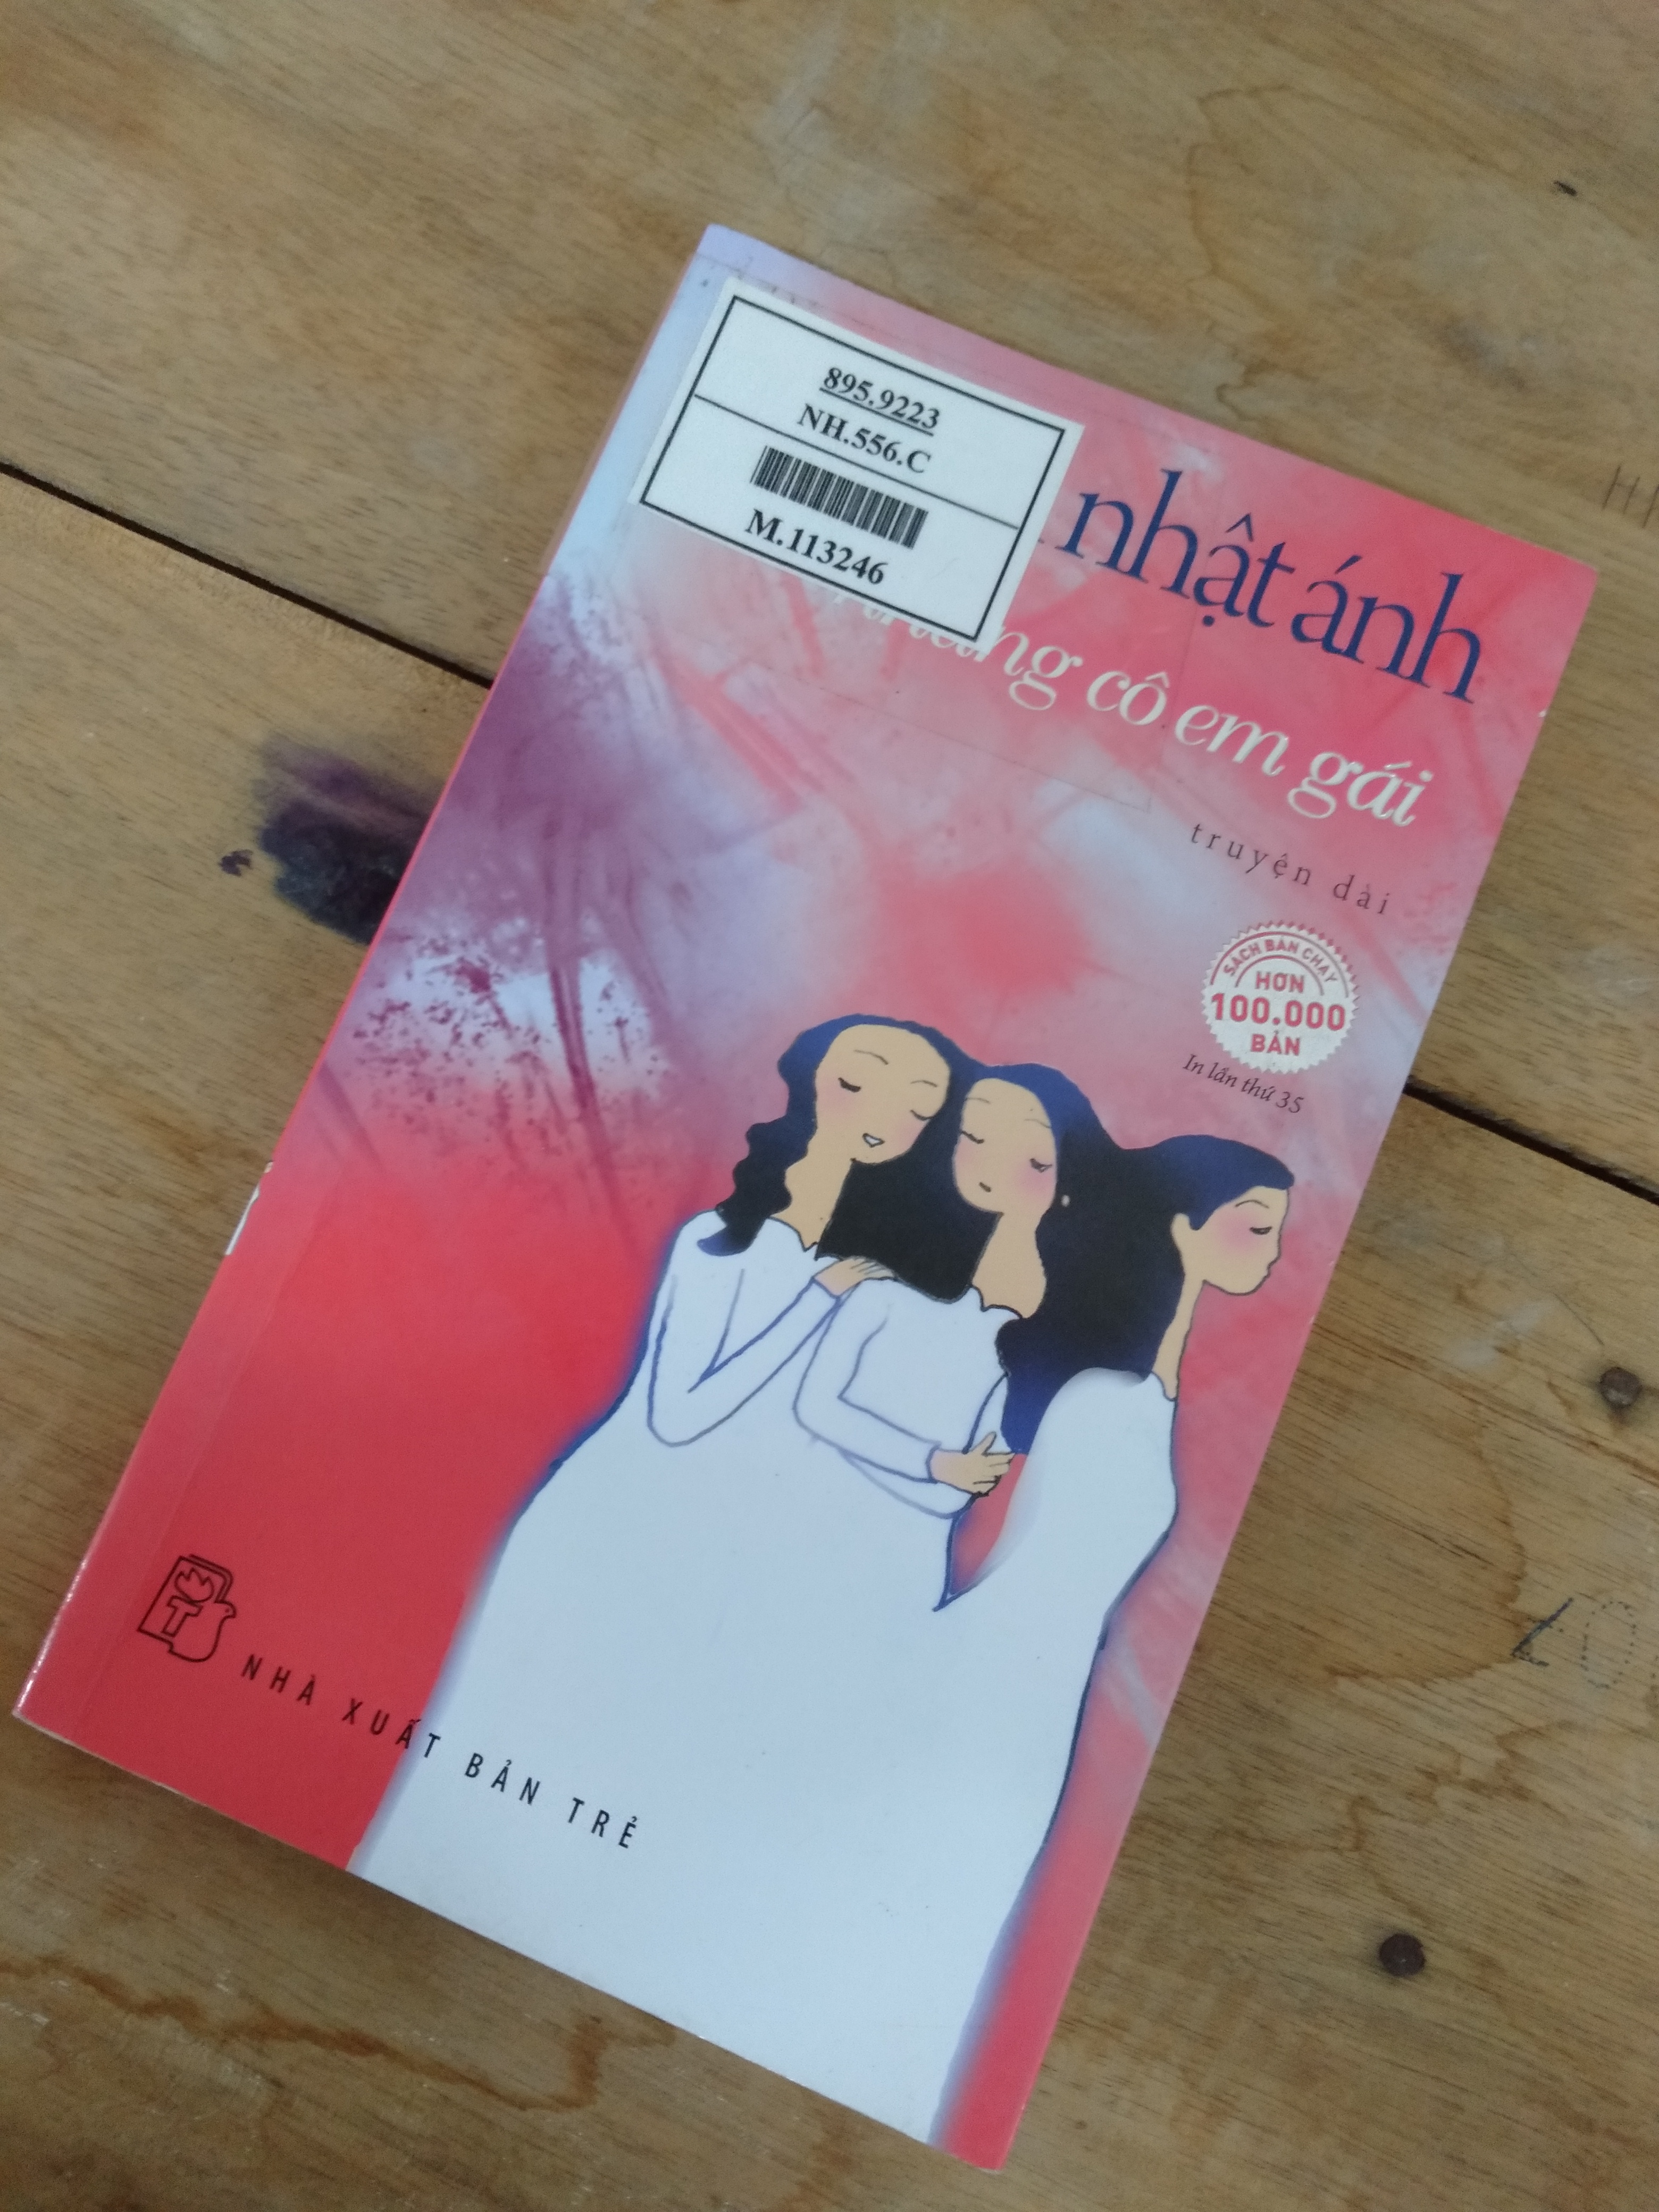 895.9223
NH.556.C
M.113246
nhật ánh
cô em gái
truyện dài
SÁCH BÁN CHẠY
HƠN
100.000
BẢN
In lần thứ 35
T
NHÀ XUẤT BẢN TRẺ